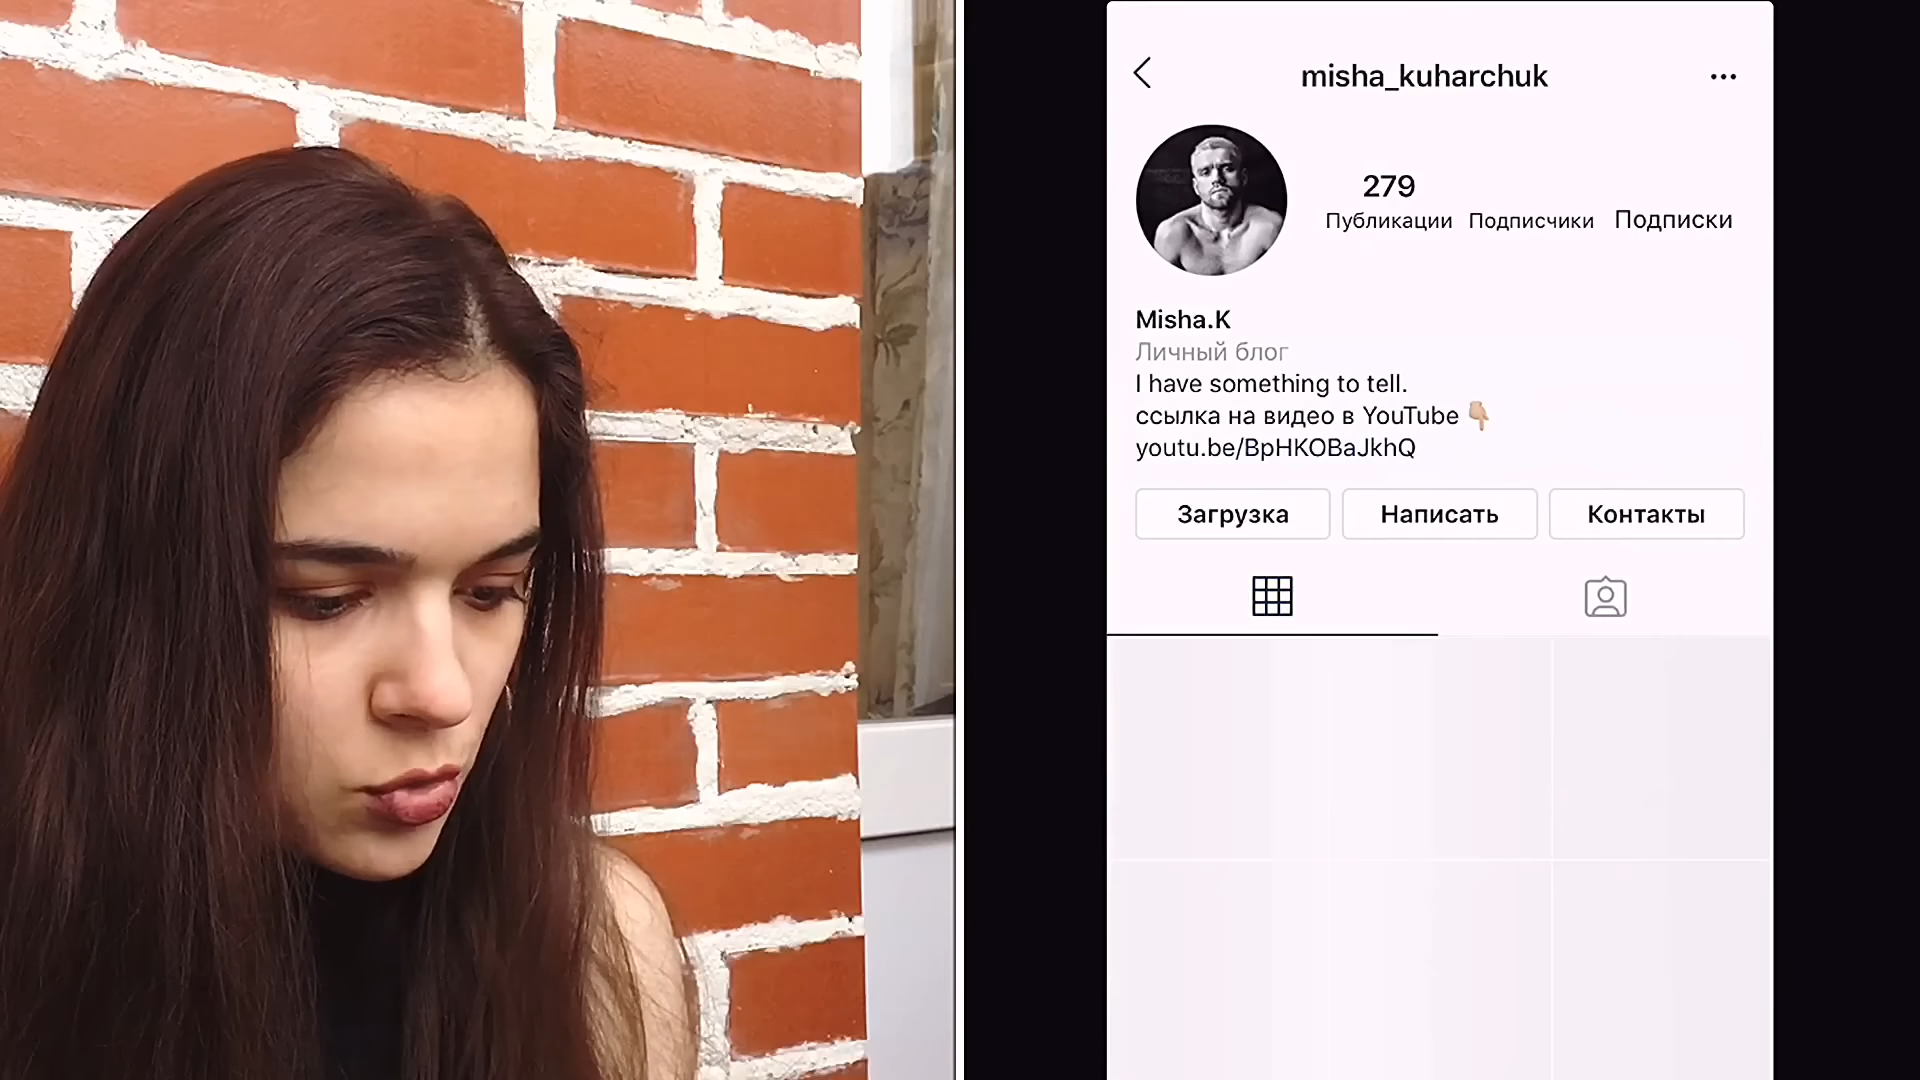 misha_kuharchuk
279
Публикации Подписчики Подписки
Misha.K
Личный блог
I have something to tell.
ссылка на видео в YouTube 👇🏼
youtu.be/BpHKOBaJkhQ
Загрузка Написать Контакты